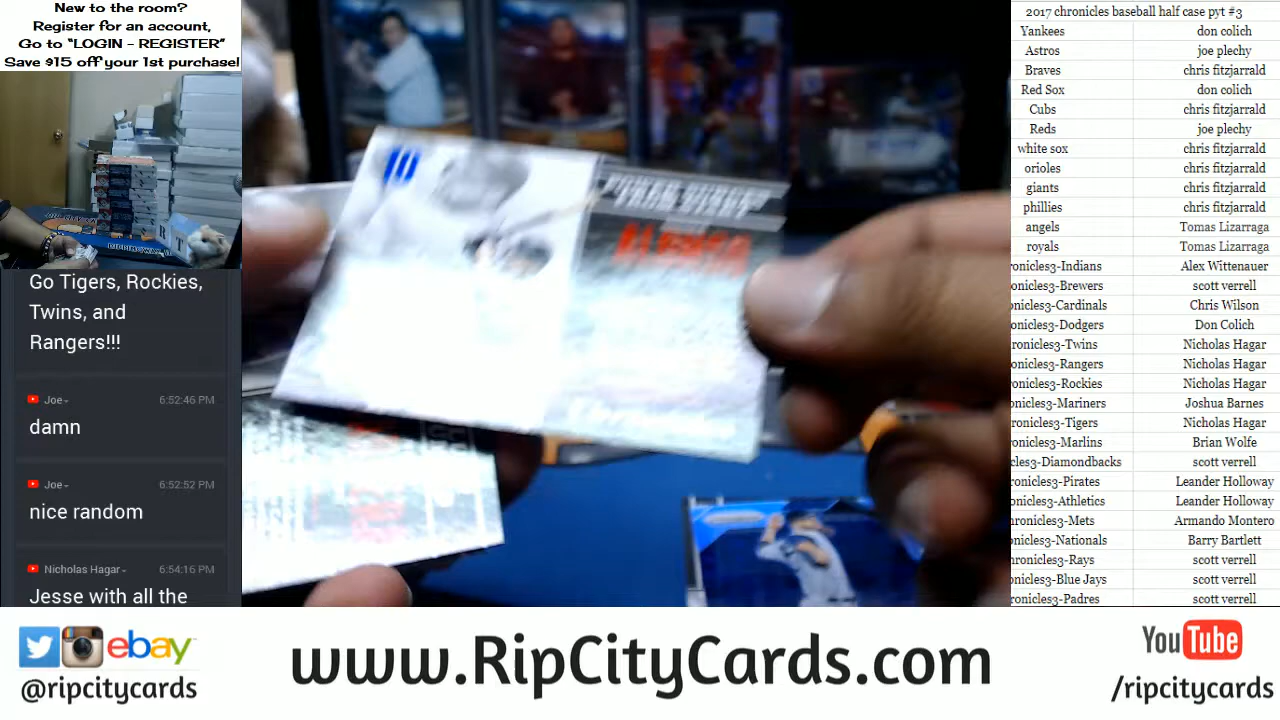 New to the room?
Register for an account,
Go to "LOGIN - REGISTER"
Save $15 off your 1st purchase!
Go Tigers, Rockies,
Twins, and
Rangers!!!
Joe 6:52:46 PM
damn
Joe 6:52:52 PM
nice random
Nicholas Hagar 6:54:16 PM
Jesse with all the
10
2017 chronicles baseball half case pyt #3
Yankees don colich
Astros joe plechy
Braves chris fitzjarrald
Red Sox don colich
Cubs chris fitzjarrald
Reds joe plechy
white sox chris fitzjarrald
orioles chris fitzjarrald
giants chris fitzjarrald
phillies chris fitzjarrald
angels Tomas Lizarraga
royals Tomas Lizarraga
ronicles3-Indians Alex Wittenauer
onicles3-Brewers scott verrell
onicles3-Cardinals Chris Wilson
onicles3-Dodgers Don Colich
ronicles3-Twins Nicholas Hagar
ronicles3-Rangers Nicholas Hagar
ronicles3-Rockies Nicholas Hagar
onicles3-Mariners Joshua Barnes
ronicles3-Tigers Nicholas Hagar
onicles3-Marlins Brian Wolfe
cles3-Diamondbacks scott verrell
ronicles3-Pirates Leander Holloway
onicles3-Athletics Leander Holloway
ronicles3-Mets Armando Montero
nicles3-Nationals Barry Bartlett
ronicles3-Rays scott verrell
nicles3-Blue Jays scott verrell
onicles3-Padres scott verrell
ebay
@ripcitycards
www.RipCityCards.com
YouTube
/ripcitycards